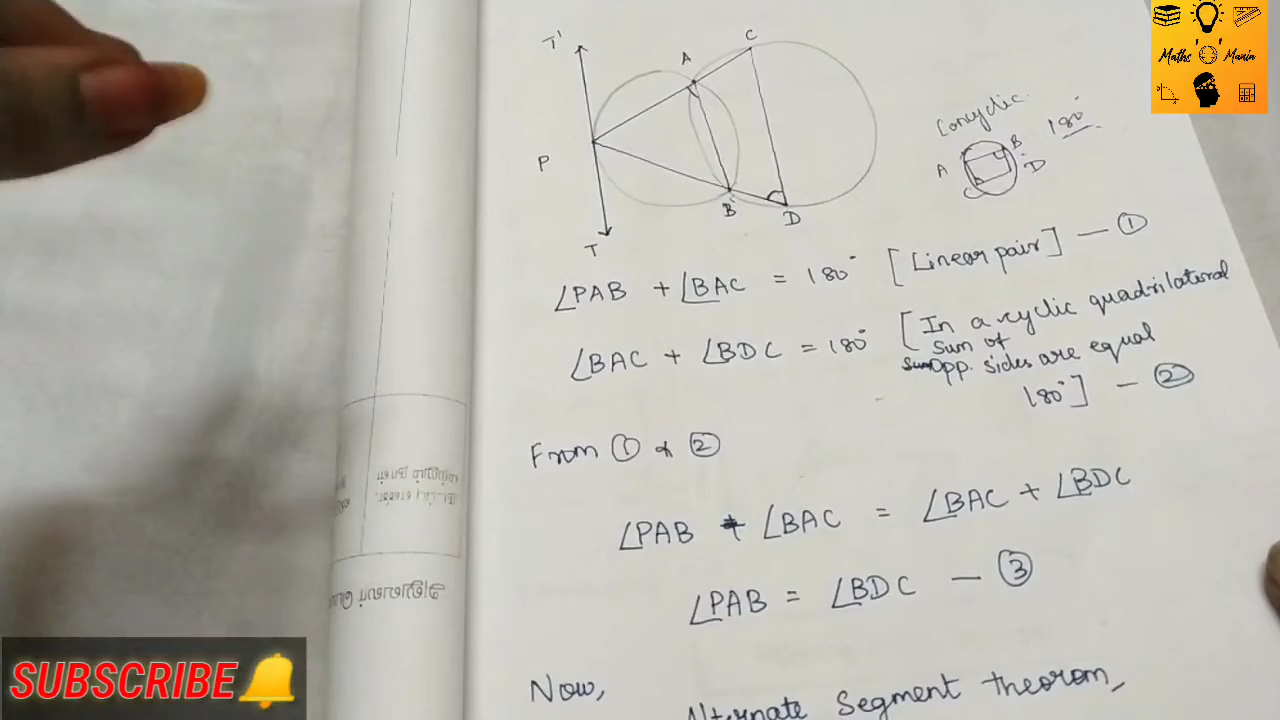 Maths Mania
T' A C
P
B D
T
Concyclic 180°
A B
C D
∠PAB + ∠BAC = 180° [Linear pair] — ①
∠BAC + ∠BDC = 180° [In a cyclic quadrilateral
sum of
opp. sides are equal
180°] — ②
From ① & ②
∠PAB + ∠BAC = ∠BAC + ∠BDC
∠PAB = ∠BDC — ③
Now,
Alternate Segment theorom,
SUBSCRIBE